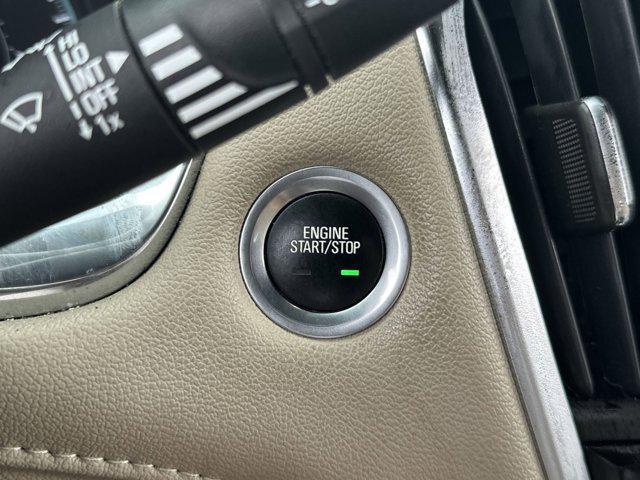 HI
LO
INT
OFF
1x
ENGINE
START/STOP